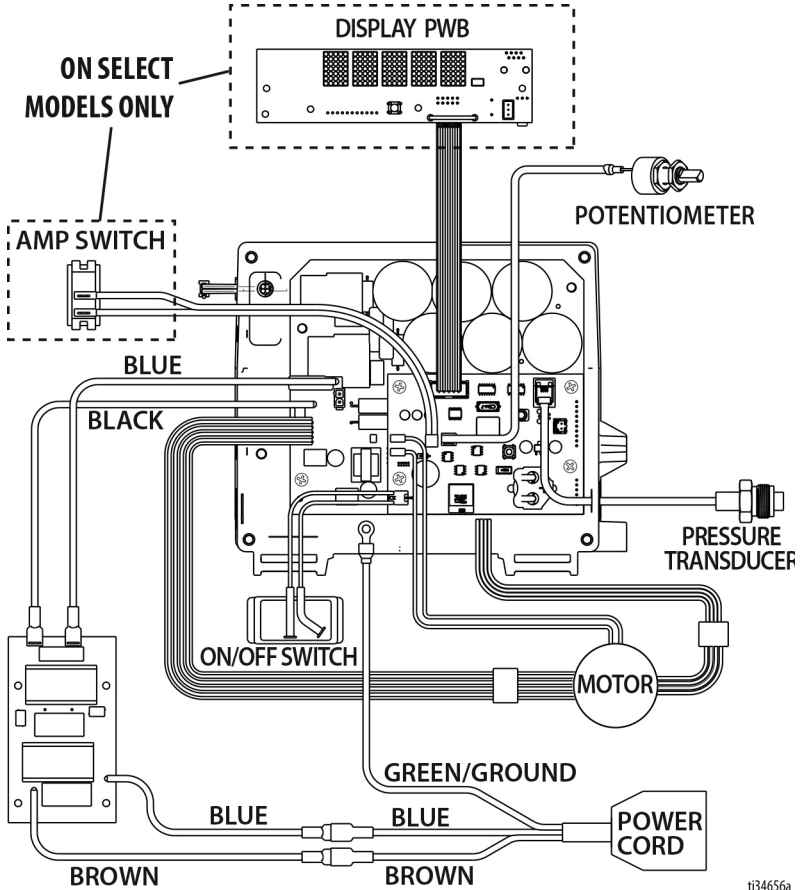 DISPLAY PWB
ON SELECT
MODELS ONLY
POTENTIOMETER
AMP SWITCH
BLUE
BLACK
PRESSURE
TRANSDUCER
ON/OFF SWITCH
MOTOR
GREEN/GROUND
BLUE
BLUE
POWER
CORD
BROWN
BROWN
ti34656a